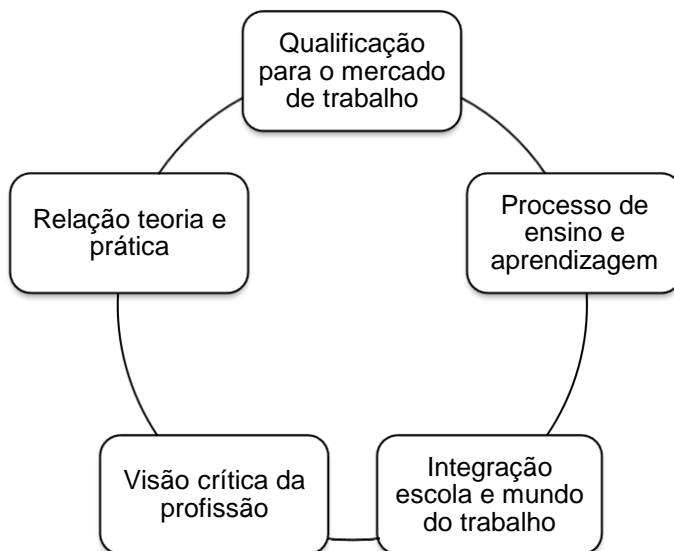 Qualificação
para o mercado
de trabalho
Processo de
ensino e
aprendizagem
Integração
escola e mundo
do trabalho
Visão crítica da
profissão
Relação teoria e
prática